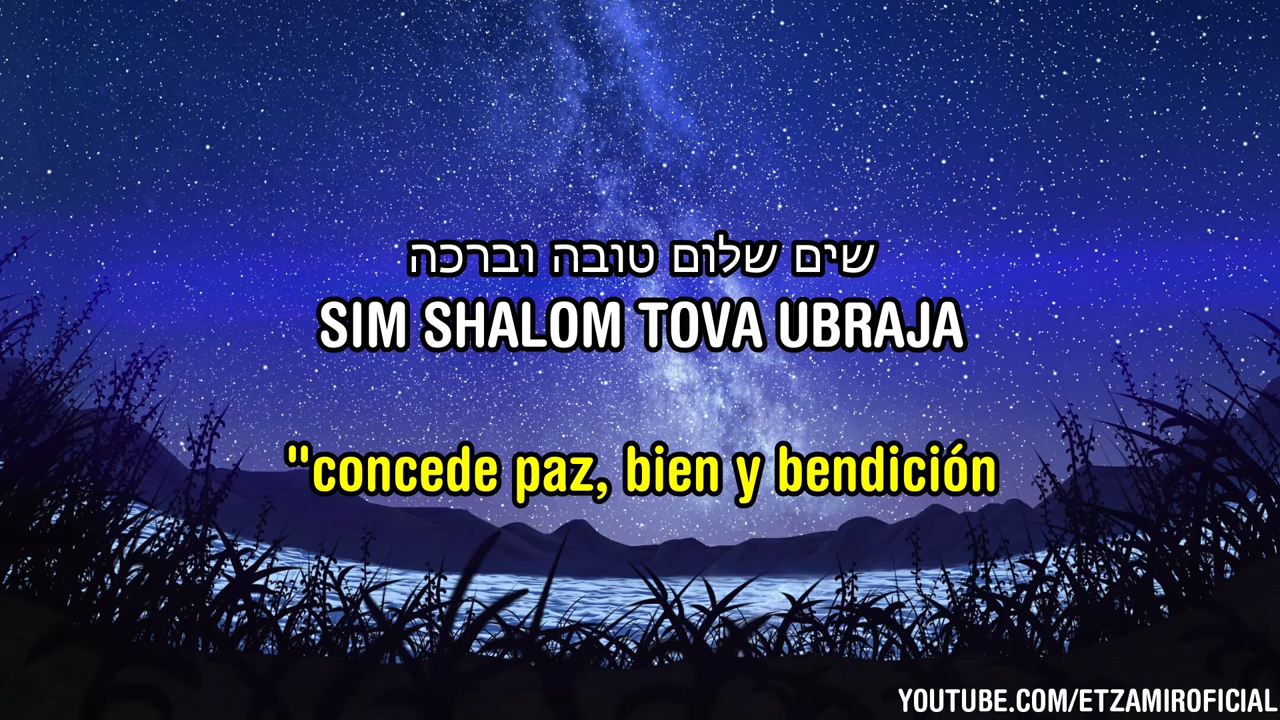 שים שלום טובה וברכה
SIM SHALOM TOVA UBRAJA
"concede paz, bien y bendición
YOUTUBE.COM/ETZAMIROFICIAL